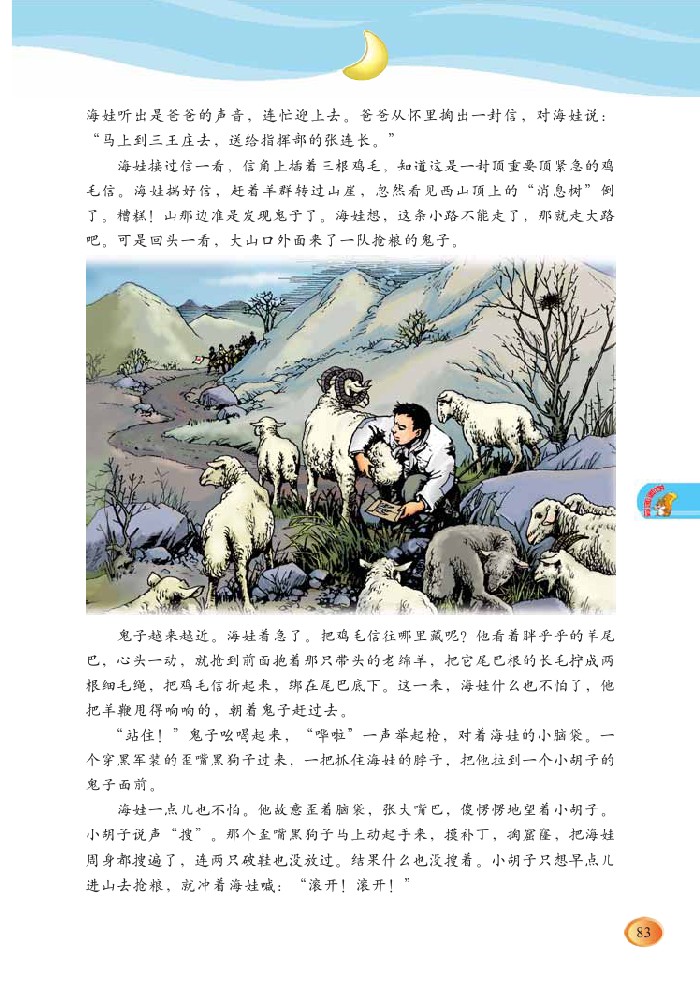 海娃听出是爸爸的声音，连忙迎上去。爸爸从怀里掏出一封信，对海娃说：
“马上到三王庄去，送给指挥部的张连长。”
海娃接过信一看，信角上插着三根鸡毛，知道这是一封顶重要顶紧急的鸡
毛信。海娃揣好信，赶着羊群转过山崖，忽然看见西山顶上的“消息树”倒
了。糟糕！山那边准是发现鬼子了。海娃想，这条小路不能走了，那就走大路
吧。可是回头一看，大山口外面来了一队抢粮的鬼子。
鬼子越来越近。海娃着急了。把鸡毛信往哪里藏呢？他看着胖乎乎的羊尾
巴，心头一动，就抢到前面抱着那只带头的老绵羊，把它尾巴根的长毛拧成两
根细毛绳，把鸡毛信折起来，绑在尾巴底下。这一来，海娃什么也不怕了，他
把羊鞭甩得响响的，朝着鬼子赶过去。
“站住！”鬼子吆喝起来，“哗啦”一声举起枪，对着海娃的小脑袋。一
个穿黑军装的歪嘴黑狗子过来，一把抓住海娃的脖子，把他拉到一个小胡子的
鬼子面前。
海娃一点儿也不怕。他故意歪着脑袋，张大嘴巴，傻愣愣地望着小胡子。
小胡子说声“搜”。那个歪嘴黑狗子马上动起手来，摸补丁，掏窟窿，把海娃
周身都搜遍了，连两只破鞋也没放过。结果什么也没搜着。小胡子只想早点儿
进山去抢粮，就冲着海娃喊：“滚开！滚开！”
83